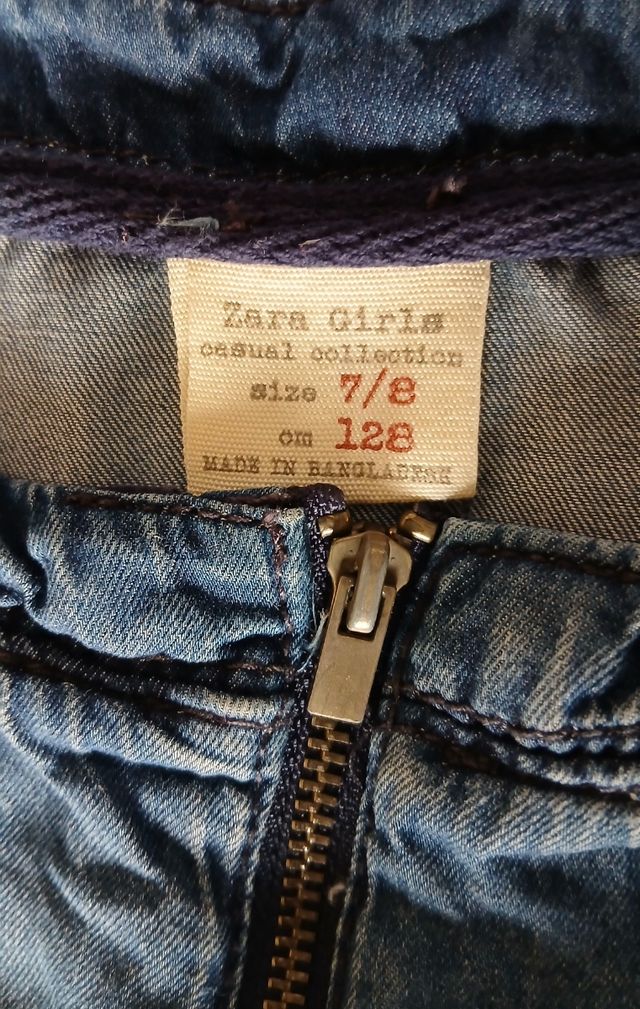 Zara Girls
casual collection
size 7/8
cm 128
MADE IN BANGLADESH